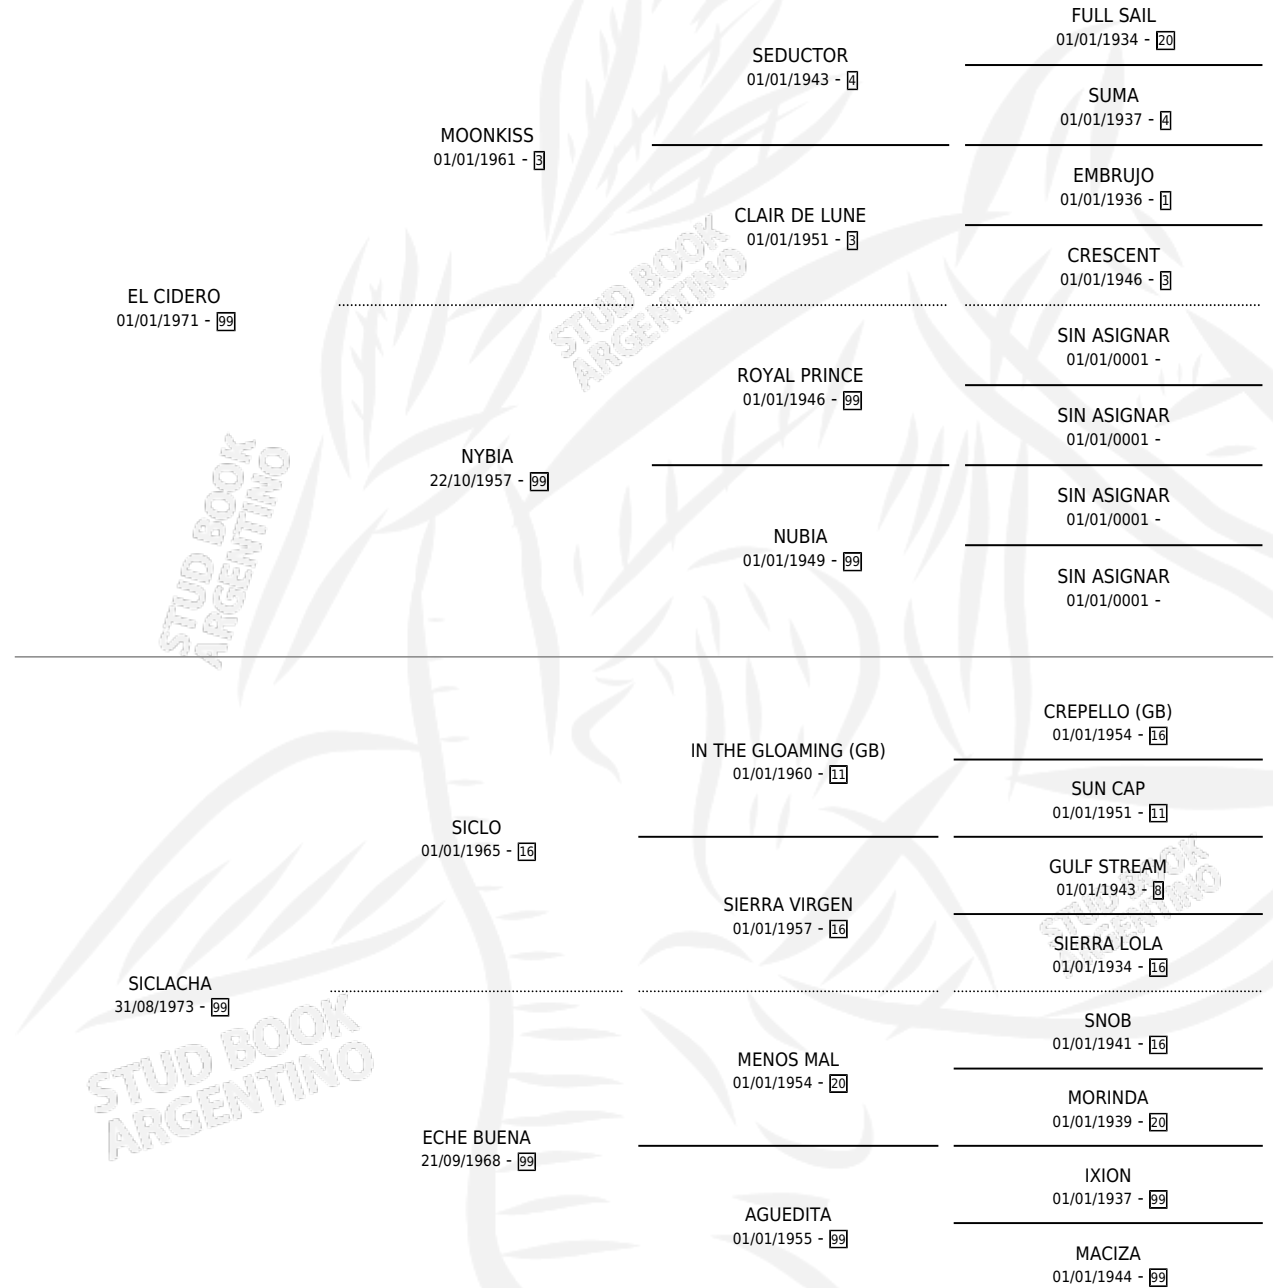 FULL SAIL
01/01/1934 - 20
SEDUCTOR
01/01/1943 - 4
SUMA
01/01/1937 - 4
MOONKISS
01/01/1961 - 3
EMBRUJO
01/01/1936 - 1
CLAIR DE LUNE
01/01/1951 - 3
CRESCENT
01/01/1946 - 3
EL CIDERO
01/01/1971 - 99
SIN ASIGNAR
01/01/0001 -
ROYAL PRINCE
01/01/1946 - 99
SIN ASIGNAR
01/01/0001 -
NYBIA
22/10/1957 - 99
SIN ASIGNAR
01/01/0001 -
NUBIA
01/01/1949 - 99
SIN ASIGNAR
01/01/0001 -
STUD BOOK
ARGENTINO
STUD BOOK
ARGENTINO
CREPELLO (GB)
01/01/1954 - 16
IN THE GLOAMING (GB)
01/01/1960 - 11
SUN CAP
01/01/1951 - 11
SICLO
01/01/1965 - 16
GULF STREAM
01/01/1943 - 8
SIERRA VIRGEN
01/01/1957 - 16
SIERRA LOLA
01/01/1934 - 16
SICLACHA
31/08/1973 - 99
SNOB
01/01/1941 - 16
MENOS MAL
01/01/1954 - 20
MORINDA
01/01/1939 - 20
ECHE BUENA
21/09/1968 - 99
IXION
01/01/1937 - 99
AGUEDITA
01/01/1955 - 99
MACIZA
01/01/1944 - 99
STUD BOOK
ARGENTINO
STUD BOOK
ARGENTINO